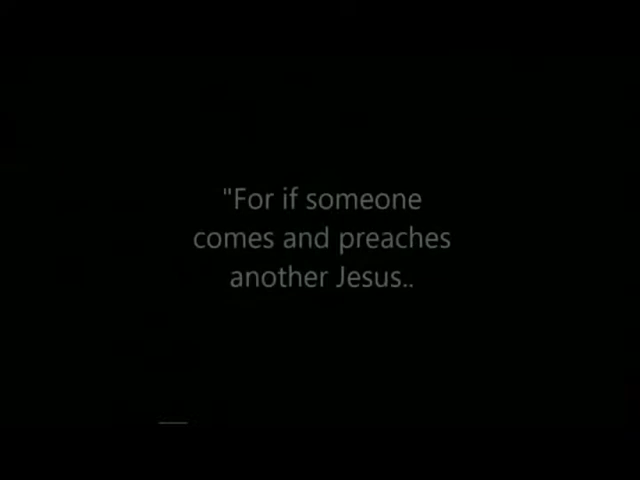 "For if someone
comes and preaches
another Jesus..